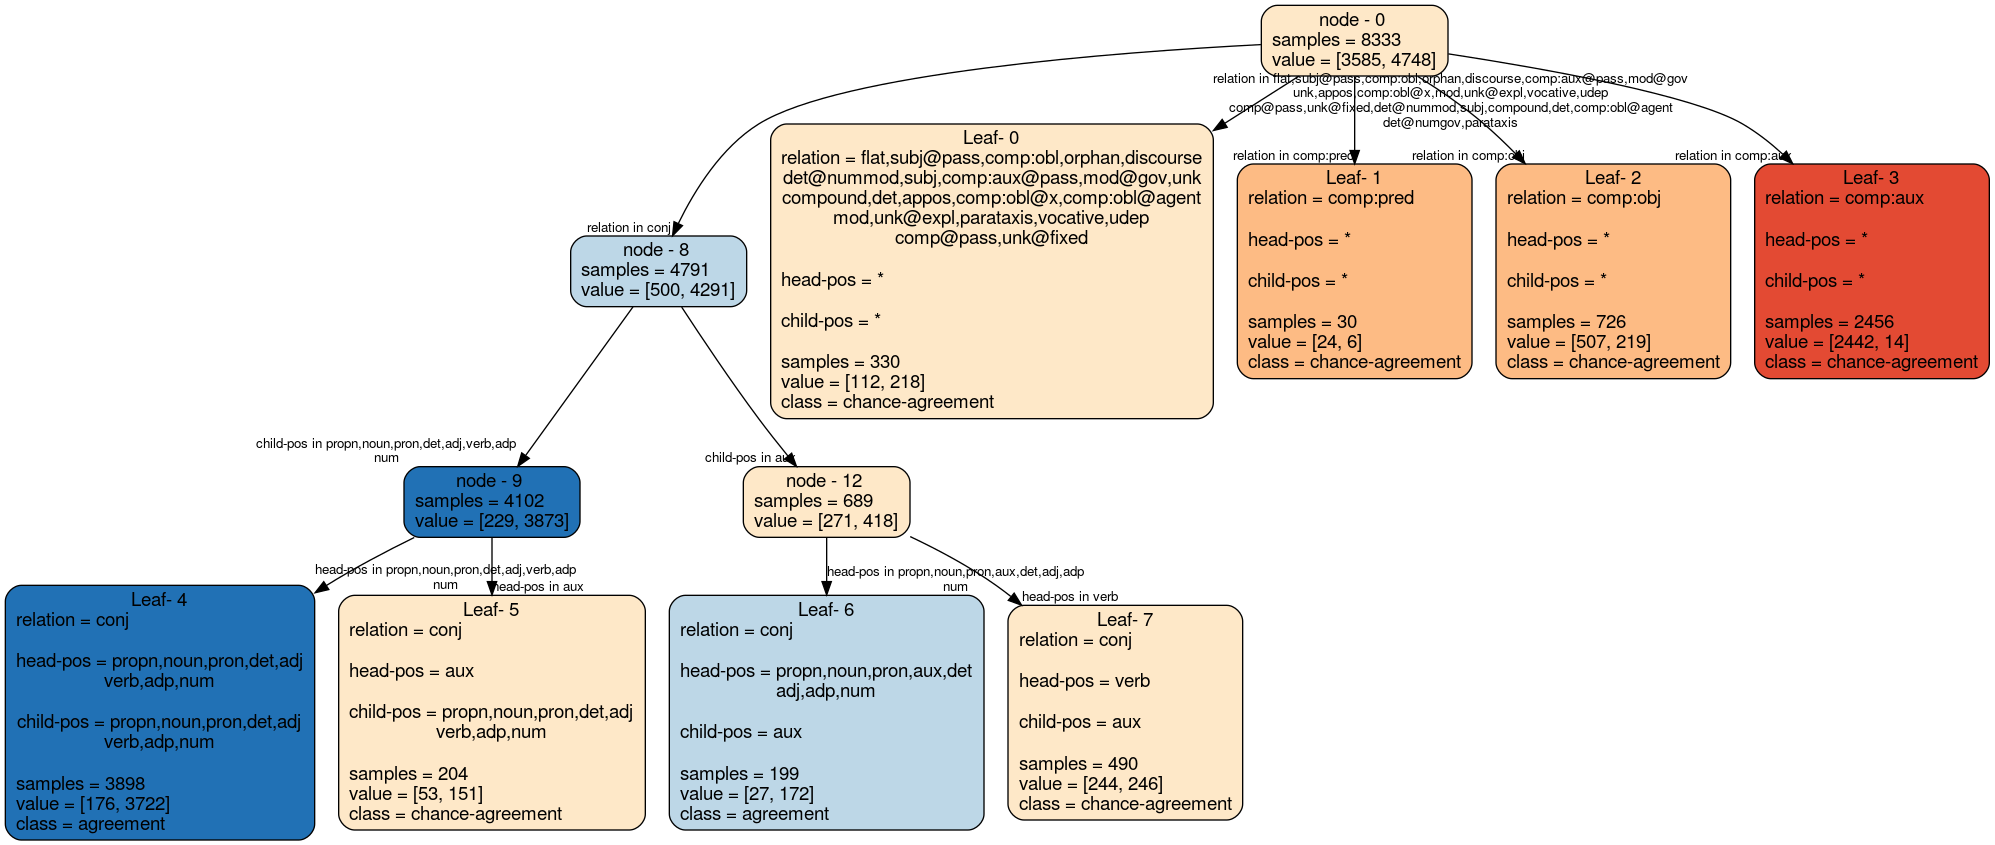 node - 0
samples = 8333
value = [3585, 4748]
relation in flat,subj@pass,comp:obl,orphan,discourse,comp:aux@pass,mod@gov
unk,appos,comp:obl@x,mod,unk@expl,vocative,udep
comp@pass,unk@fixed,det@nummod,subj,compound,det,comp:obl@agent
det@numgov,parataxis
relation in comp:pred
relation in comp:obj
relation in comp:aux
relation in conj
Leaf- 0
relation = flat,subj@pass,comp:obl,orphan,discourse
det@nummod,subj,comp:aux@pass,mod@gov,unk
compound,det,appos,comp:obl@x,comp:obl@agent
mod,unk@expl,parataxis,vocative,udep
comp@pass,unk@fixed
head-pos = *
child-pos = *
samples = 330
value = [112, 218]
class = chance-agreement
Leaf- 1
relation = comp:pred
head-pos = *
child-pos = *
samples = 30
value = [24, 6]
class = chance-agreement
Leaf- 2
relation = comp:obj
head-pos = *
child-pos = *
samples = 726
value = [507, 219]
class = chance-agreement
Leaf- 3
relation = comp:aux
head-pos = *
child-pos = *
samples = 2456
value = [2442, 14]
class = chance-agreement
node - 8
samples = 4791
value = [500, 4291]
child-pos in propn,noun,pron,det,adj,verb,adp
num
child-pos in aux
node - 9
samples = 4102
value = [229, 3873]
node - 12
samples = 689
value = [271, 418]
head-pos in propn,noun,pron,det,adj,verb,adp
num
head-pos in aux
head-pos in propn,noun,pron,aux,det,adj,adp
num
head-pos in verb
Leaf- 4
relation = conj
head-pos = propn,noun,pron,det,adj
verb,adp,num
child-pos = propn,noun,pron,det,adj
verb,adp,num
samples = 3898
value = [176, 3722]
class = agreement
Leaf- 5
relation = conj
head-pos = aux
child-pos = propn,noun,pron,det,adj
verb,adp,num
samples = 204
value = [53, 151]
class = chance-agreement
Leaf- 6
relation = conj
head-pos = propn,noun,pron,aux,det
adj,adp,num
child-pos = aux
samples = 199
value = [27, 172]
class = agreement
Leaf- 7
relation = conj
head-pos = verb
child-pos = aux
samples = 490
value = [244, 246]
class = chance-agreement